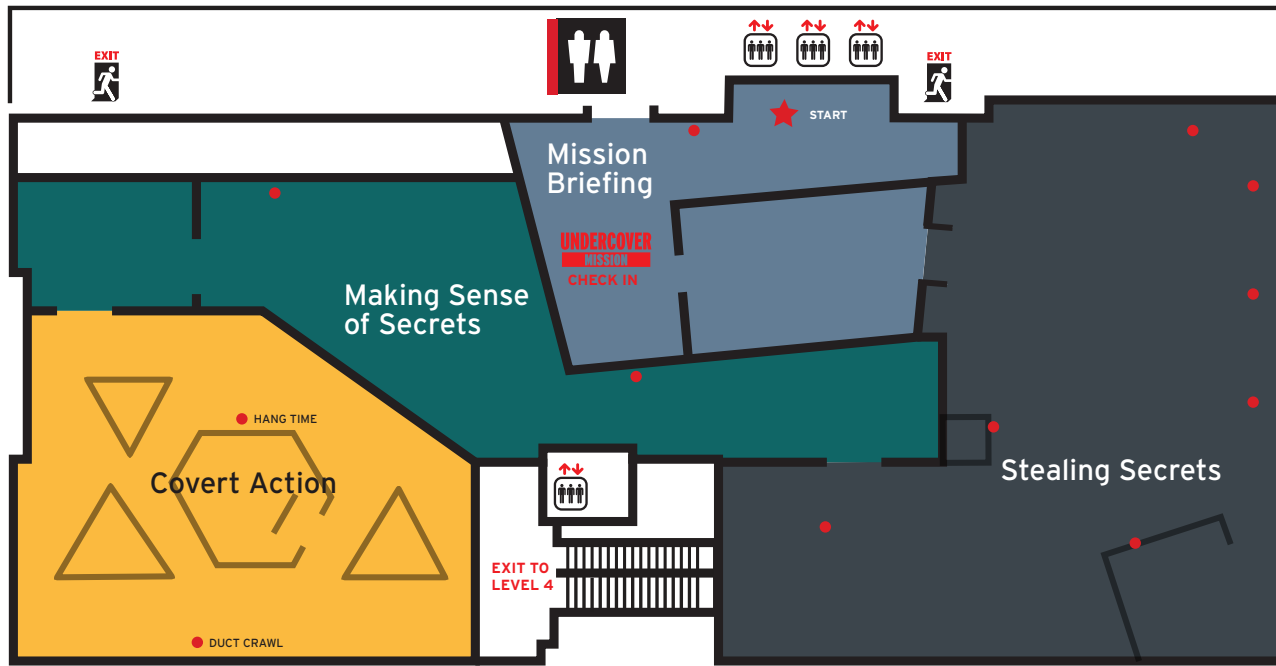 EXIT
EXIT
START
Mission
Briefing
UNDERCOVER
MISSION
CHECK IN
Making Sense
of Secrets
HANG TIME
Covert Action
Stealing Secrets
EXIT TO
LEVEL 4
DUCT CRAWL